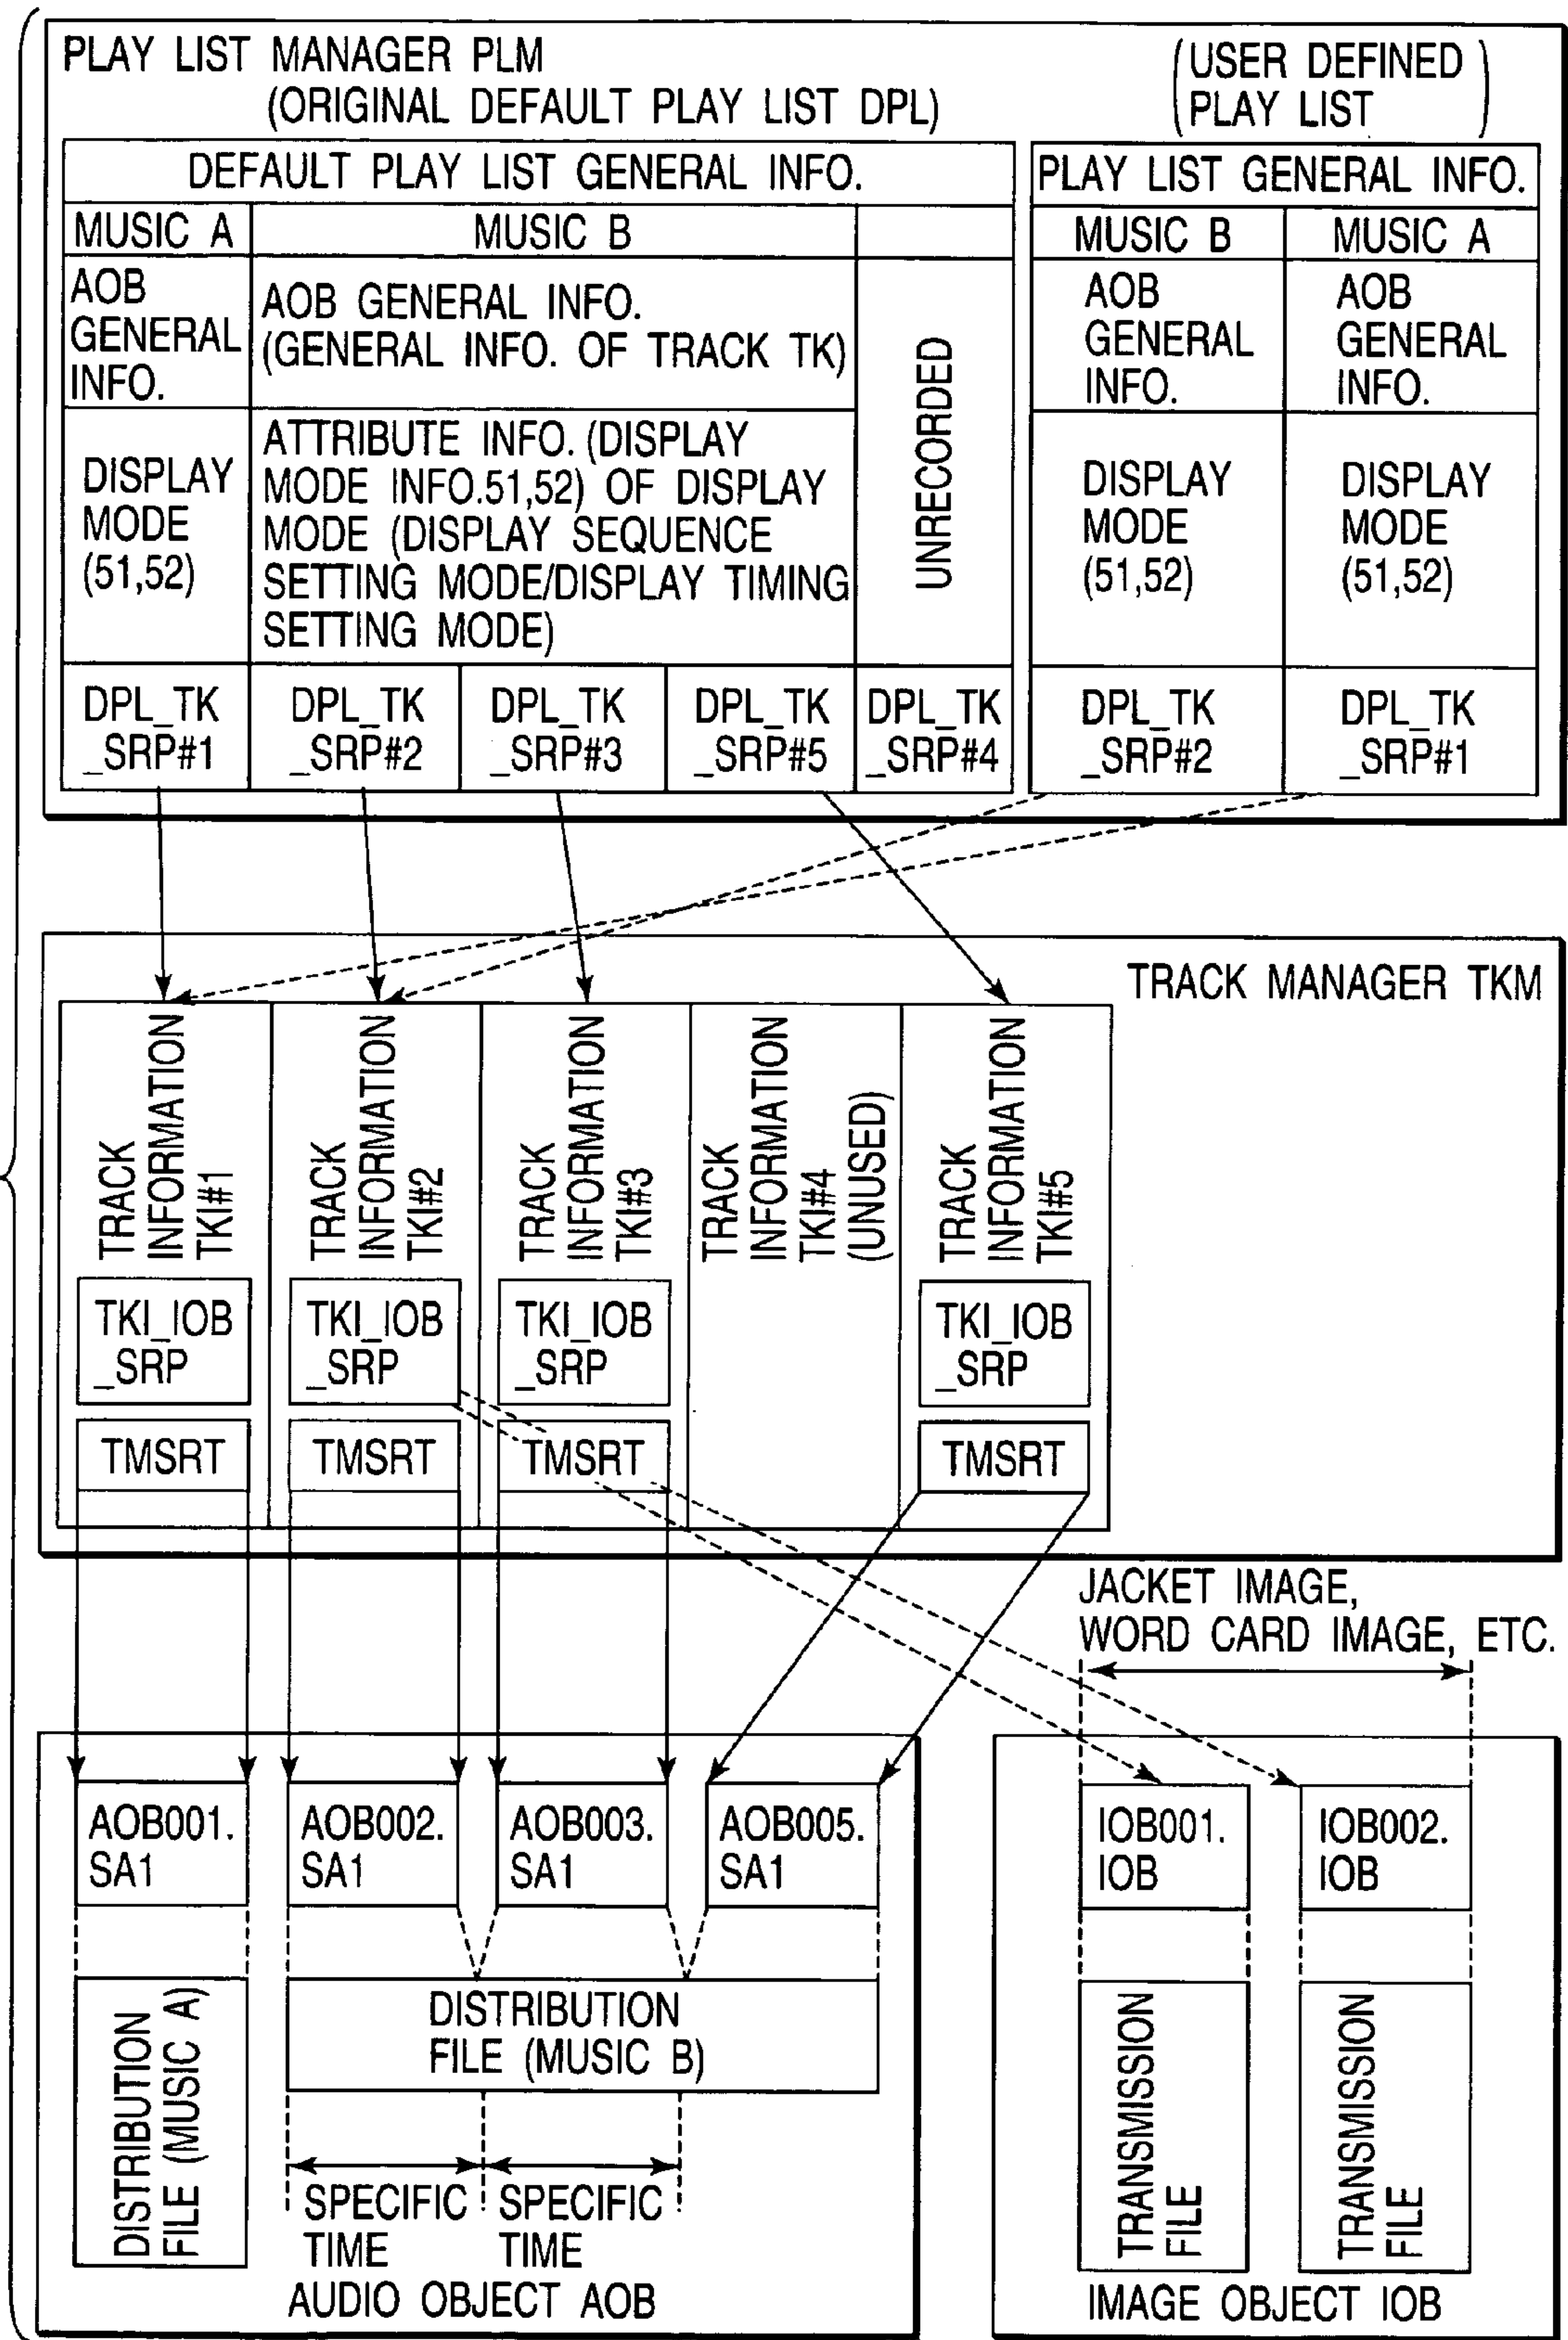 PLAY LIST MANAGER PLM
(ORIGINAL DEFAULT PLAY LIST DPL)
(USER DEFINED
PLAY LIST)
DEFAULT PLAY LIST GENERAL INFO.
MUSIC A
MUSIC B
AOB
GENERAL
INFO.
AOB GENERAL INFO.
(GENERAL INFO. OF TRACK TK)
UNRECORDED
DISPLAY
MODE
(51,52)
ATTRIBUTE INFO. (DISPLAY
MODE INFO.51,52) OF DISPLAY
MODE (DISPLAY SEQUENCE
SETTING MODE/DISPLAY TIMING
SETTING MODE)
DPL_TK
_SRP#1
DPL_TK
_SRP#2
DPL_TK
_SRP#3
DPL_TK
_SRP#5
DPL_TK
_SRP#4
PLAY LIST GENERAL INFO.
MUSIC B
MUSIC A
AOB
GENERAL
INFO.
AOB
GENERAL
INFO.
DISPLAY
MODE
(51,52)
DISPLAY
MODE
(51,52)
DPL_TK
_SRP#2
DPL_TK
_SRP#1
TRACK MANAGER TKM
TRACK
INFORMATION
TKI#1
TRACK
INFORMATION
TKI#2
TRACK
INFORMATION
TKI#3
TRACK
INFORMATION
TKI#4
(UNUSED)
TRACK
INFORMATION
TKI#5
TKI_IOB
_SRP
TKI_IOB
_SRP
TKI_IOB
_SRP
TKI_IOB
_SRP
TMSRT
TMSRT
TMSRT
TMSRT
JACKET IMAGE,
WORD CARD IMAGE, ETC.
AOB001.
SA1
AOB002.
SA1
AOB003.
SA1
AOB005.
SA1
IOB001.
IOB
IOB002.
IOB
DISTRIBUTION
FILE (MUSIC A)
DISTRIBUTION
FILE (MUSIC B)
SPECIFIC
TIME
SPECIFIC
TIME
AUDIO OBJECT AOB
TRANSMISSION
FILE
TRANSMISSION
FILE
IMAGE OBJECT IOB